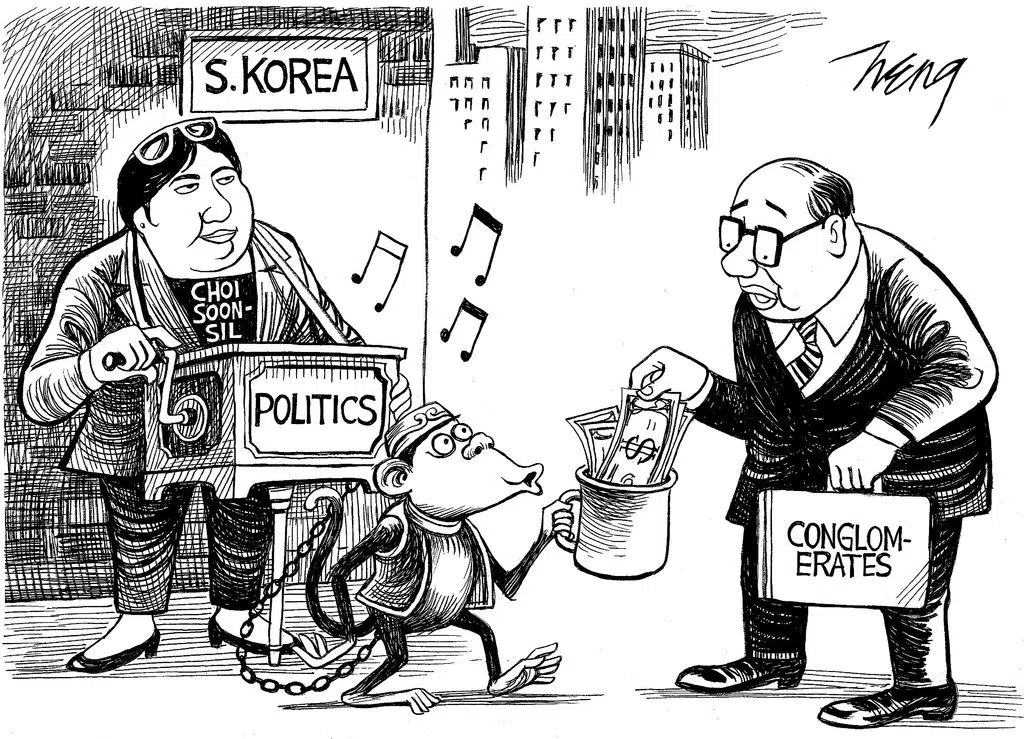 S. KOREA
Heng
CHOI
SOON-
SIL
POLITICS
$
CONGLOM-
ERATES